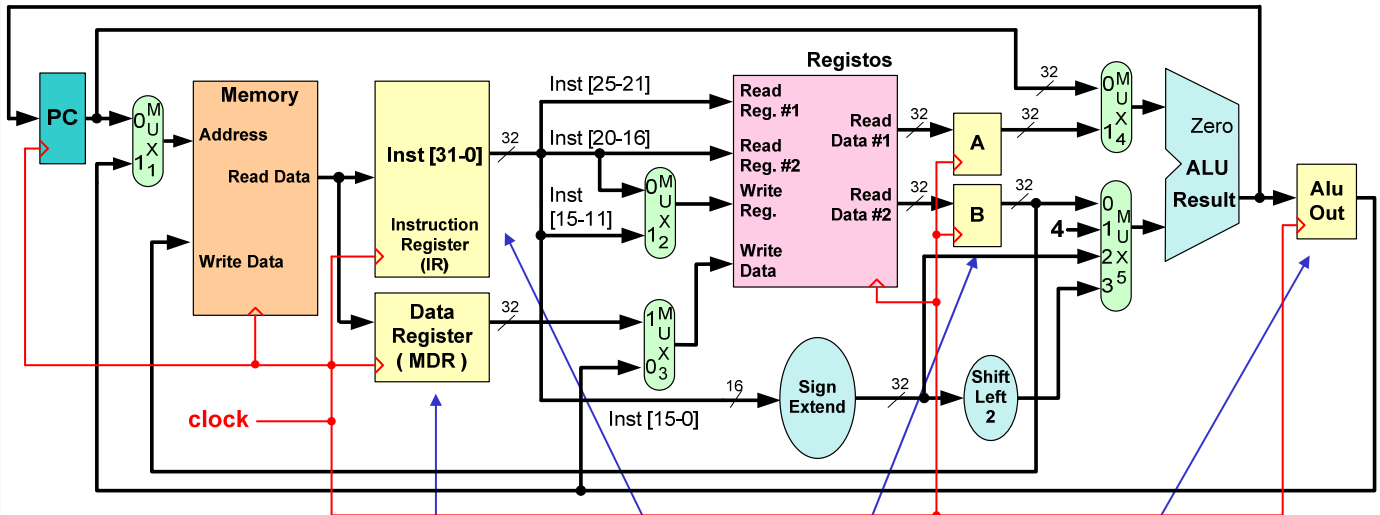 PC
0
1
M
U
X
1
Memory
Address
Read Data
Write Data
Inst [31-0]
Instruction
Register
(IR)
32
Data
Register
( MDR )
32
clock
Inst [25-21]
Inst [20-16]
Inst
[15-11]
0
1
M
U
X
2
1
0
M
U
X
3
Inst [15-0]
16
Sign
Extend
32
Shift
Left
2
Registos
Read
Reg. #1
Read
Reg. #2
Write
Reg.
Write
Data
Read
Data #1
Read
Data #2
32
32
A
B
32
32
32
4
0
1
M
U
X
4
0
1
2
3
M
U
X
5
Zero
ALU
Result
Alu
Out